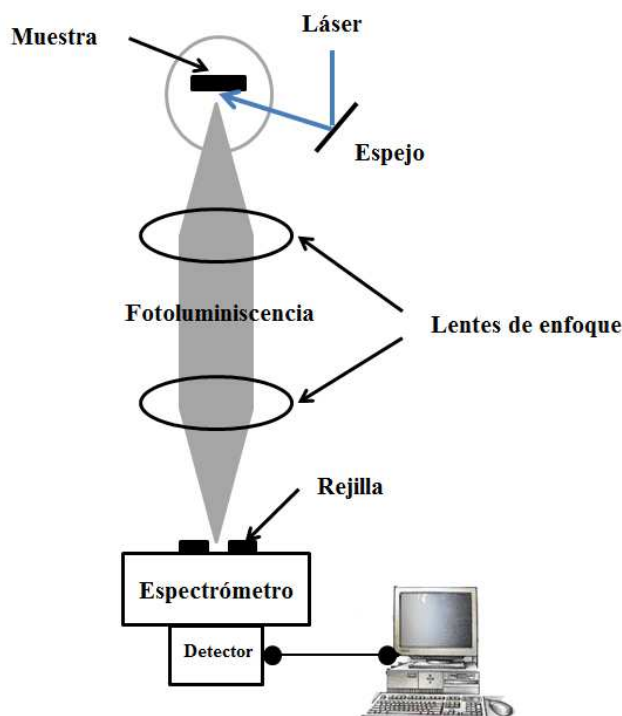 Láser
Muestra
Espejo
Fotoluminiscencia
Lentes de enfoque
Rejilla
Espectrómetro
Detector